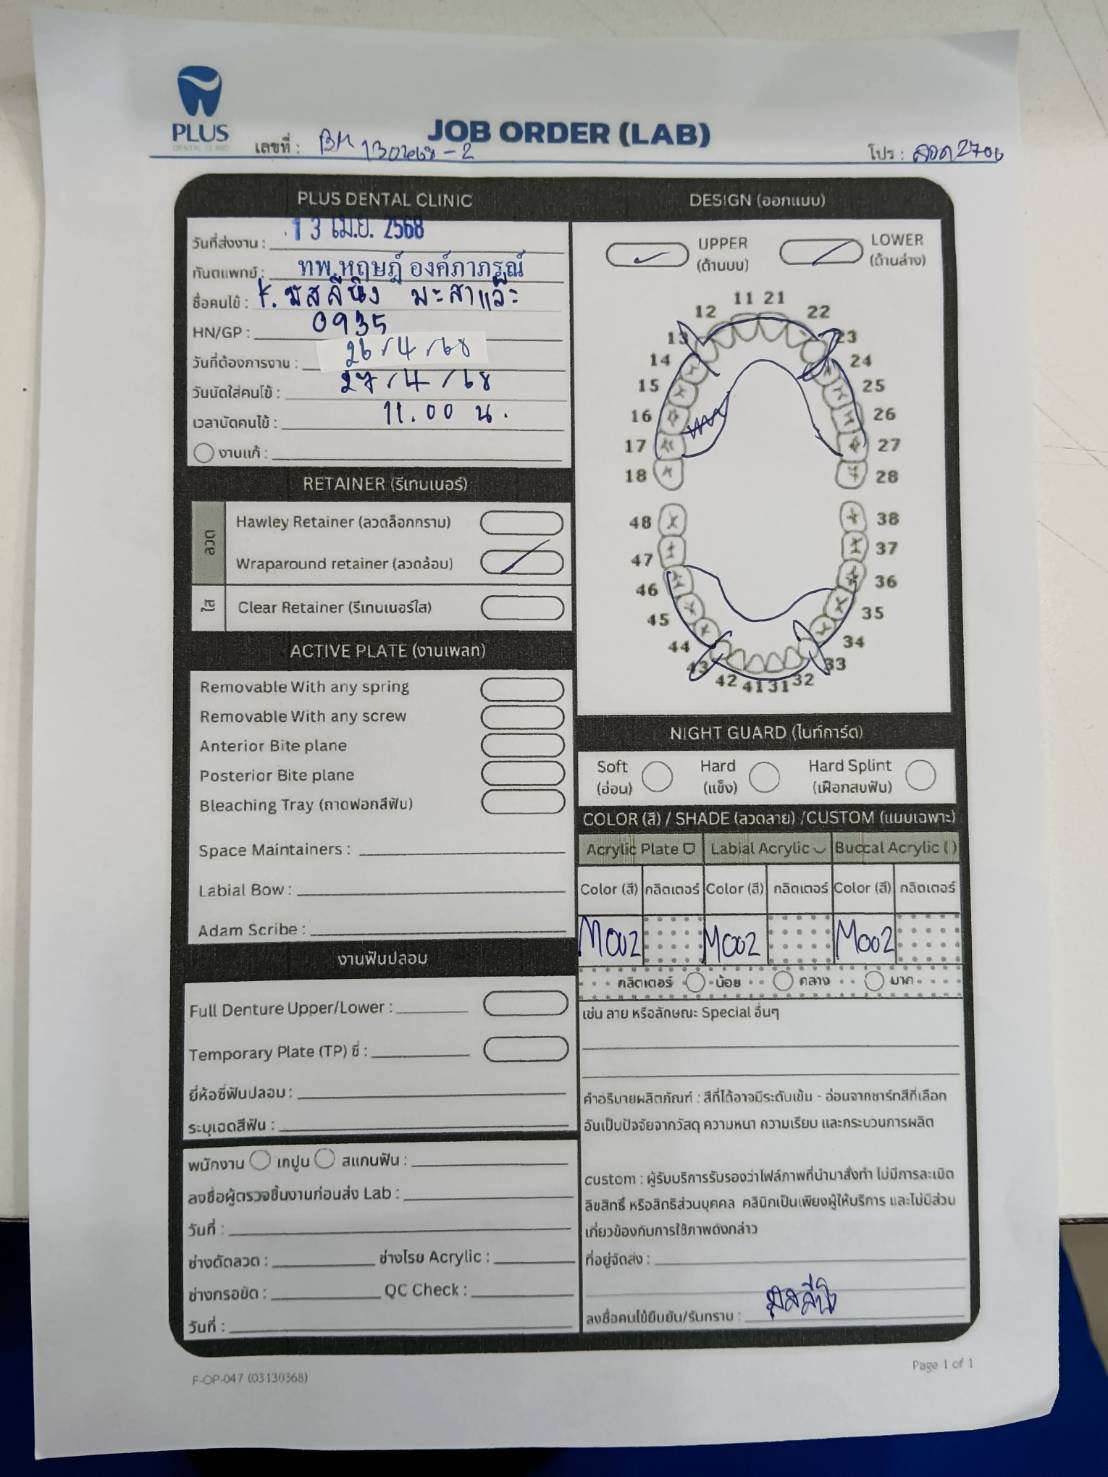 PLUS
DENTAL CLINIC
JOB ORDER (LAB)
เลขที่ : BM 130468-2
โปร : ลวด2700
PLUS DENTAL CLINIC
วันที่ส่งงาน : 13 เม.ย. 2568
ทันตแพทย์ : ทพ.หฤษฎ์ องค์ภาภรณ์
ชื่อคนไข้ : K. มสลีนิง มะสาแว๊ะ
HN/GP : 0935
วันที่ต้องการงาน : 26/4/68
วันนัดใส่คนไข้ : 27/4/68
เวลานัดคนไข้ : 11.00 น.
งานแก้ :
RETAINER (รีเทนเนอร์)
ลวด
Hawley Retainer (ลวดล็อกกราม)
Wraparound retainer (ลวดล้อม)
ใส
Clear Retainer (รีเทนเนอร์ใส)
ACTIVE PLATE (งานเพลท)
Removable With any spring
Removable With any screw
Anterior Bite plane
Posterior Bite plane
Bleaching Tray (ถาดฟอกสีฟัน)
Space Maintainers :
Labial Bow :
Adam Scribe :
งานฟันปลอม
Full Denture Upper/Lower :
Temporary Plate (TP) ซี่ :
ยี่ห้อซี่ฟันปลอม :
ระบุเฉดสีฟัน :
พนักงาน เทปูน สแกนฟัน :
ลงชื่อผู้ตรวจชิ้นงานก่อนส่ง Lab :
วันที่ :
ช่างดัดลวด : ช่างโรย Acrylic :
ช่างกรอขัด : QC Check :
วันที่ :
DESIGN (ออกแบบ)
UPPER
(ด้านบน)
LOWER
(ด้านล่าง)
11 21
12 22
13 23
14 24
15 25
16 26
17 27
18 28
48 38
47 37
46 36
45 35
44 34
43 33
42 41 31 32
NIGHT GUARD (ไนท์การ์ด)
Soft
(อ่อน)
Hard
(แข็ง)
Hard Splint
(เฝือกสบฟัน)
COLOR (สี) / SHADE (ลวดลาย) /CUSTOM (แบบเฉพาะ)
Acrylic Plate Labial Acrylic Buccal Acrylic ( )
Color (สี) กลิตเตอร์ Color (สี) กลิตเตอร์ Color (สี) กลิตเตอร์
M002 M002 M002
กลิตเตอร์ น้อย กลาง มาก
เช่น ลาย หรือลักษณะ Special อื่นๆ
คำอธิบายผลิตภัณฑ์ : สีที่ได้อาจมีระดับเข้ม - อ่อนจากชาร์ทสีที่เลือก
อันเป็นปัจจัยจากวัสดุ ความหนา ความเรียบ และกระบวนการผลิต
custom : ผู้รับบริการรับรองว่าไฟล์ภาพที่นำมาสั่งทำ ไม่มีการละเมิด
ลิขสิทธิ์ หรือสิทธิส่วนบุคคล คลินิกเป็นเพียงผู้ให้บริการ และไม่มีส่วน
เกี่ยวข้องกับการใช้ภาพดังกล่าว
ที่อยู่จัดส่ง :
ลงชื่อคนไข้ยืนยัน/รับทราบ :
F-OP-047 (03130368)
Page 1 of 1